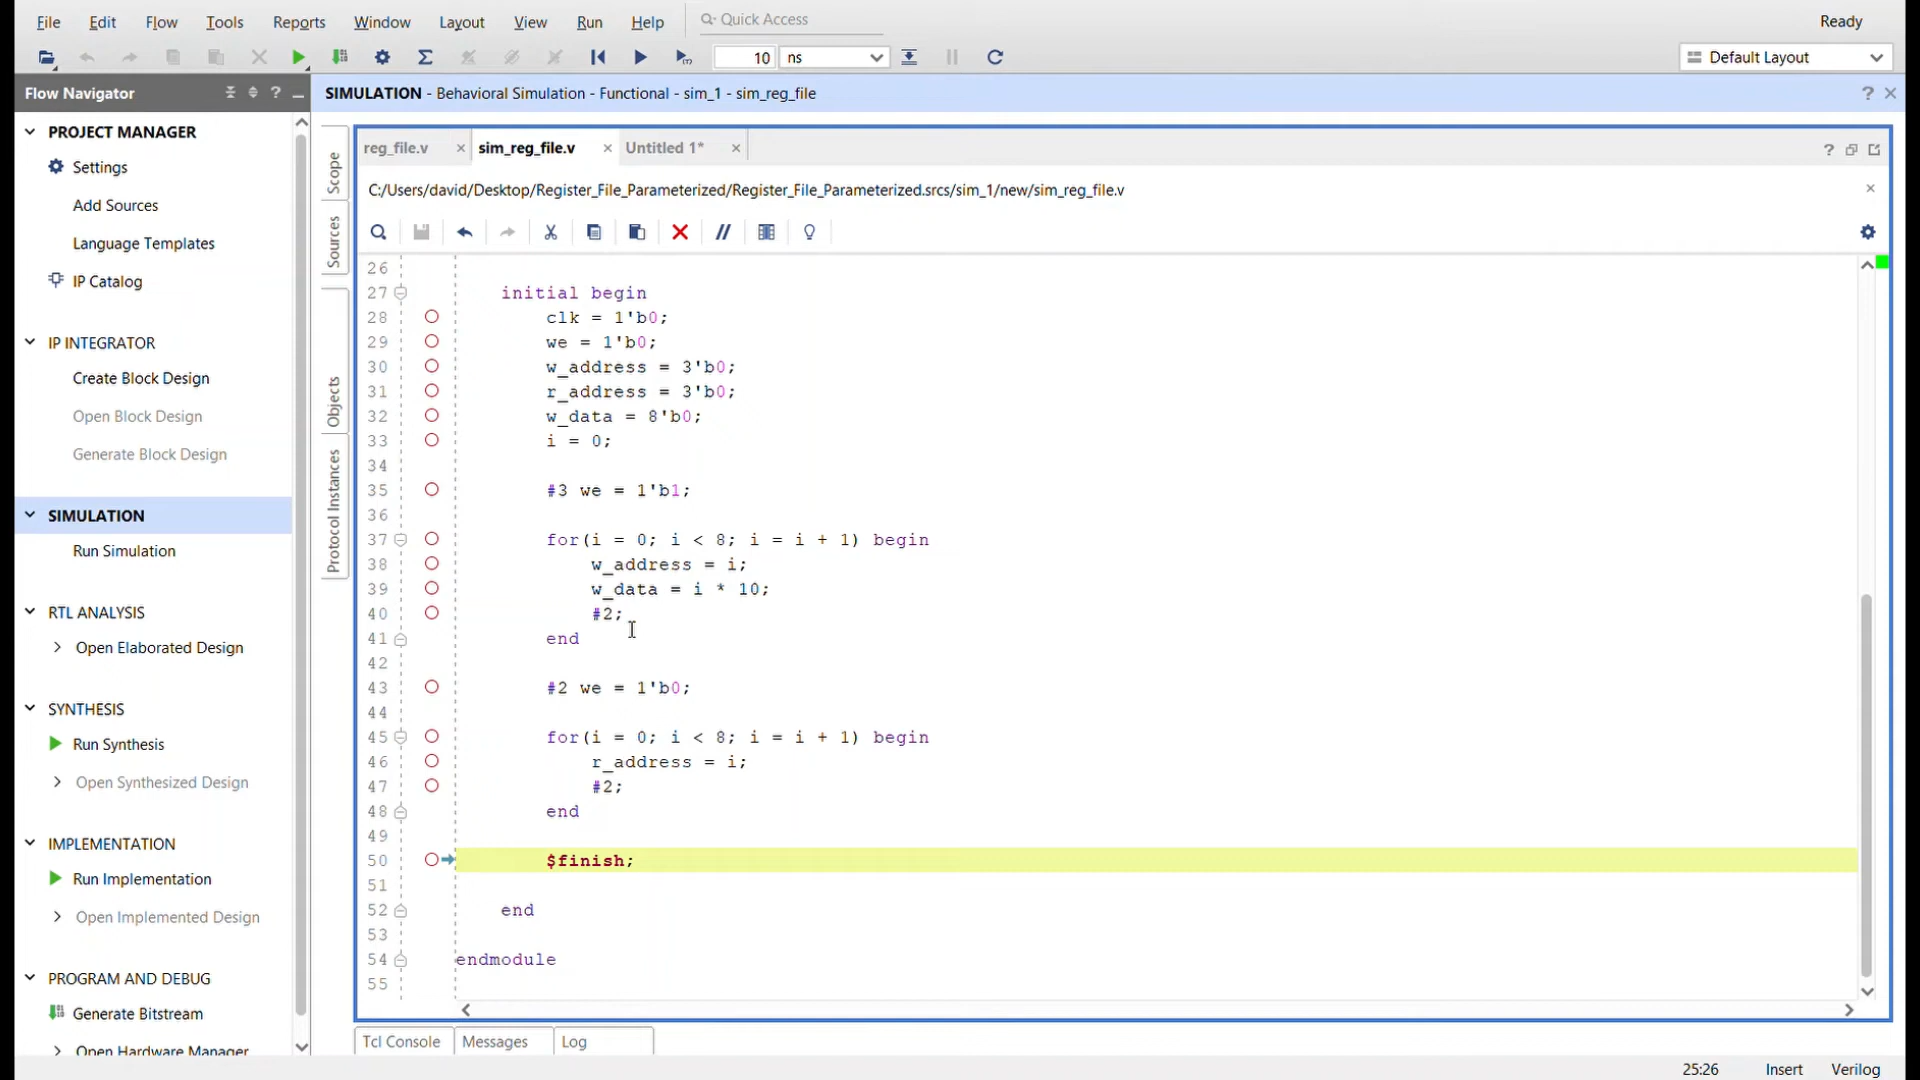 File Edit Flow Tools Reports Window Layout View Run Help Quick Access Ready
10 ns Default Layout
Flow Navigator
SIMULATION - Behavioral Simulation - Functional - sim_1 - sim_reg_file
PROJECT MANAGER
Settings
Add Sources
Language Templates
IP Catalog
IP INTEGRATOR
Create Block Design
Open Block Design
Generate Block Design
SIMULATION
Run Simulation
RTL ANALYSIS
Open Elaborated Design
SYNTHESIS
Run Synthesis
Open Synthesized Design
IMPLEMENTATION
Run Implementation
Open Implemented Design
PROGRAM AND DEBUG
Generate Bitstream
Open Hardware Manager
Scope
Sources
Objects
Protocol Instances
reg_file.v sim_reg_file.v Untitled 1*
C:/Users/david/Desktop/Register_File_Parameterized/Register_File_Parameterized.srcs/sim_1/new/sim_reg_file.v
26
27 initial begin
28 clk = 1'b0;
29 we = 1'b0;
30 w_address = 3'b0;
31 r_address = 3'b0;
32 w_data = 8'b0;
33 i = 0;
34
35 #3 we = 1'b1;
36
37 for(i = 0; i < 8; i = i + 1) begin
38 w_address = i;
39 w_data = i * 10;
40 #2;
41 end
42
43 #2 we = 1'b0;
44
45 for(i = 0; i < 8; i = i + 1) begin
46 r_address = i;
47 #2;
48 end
49
50 $finish;
51
52 end
53
54 endmodule
55
Tcl Console Messages Log
25:26 Insert Verilog